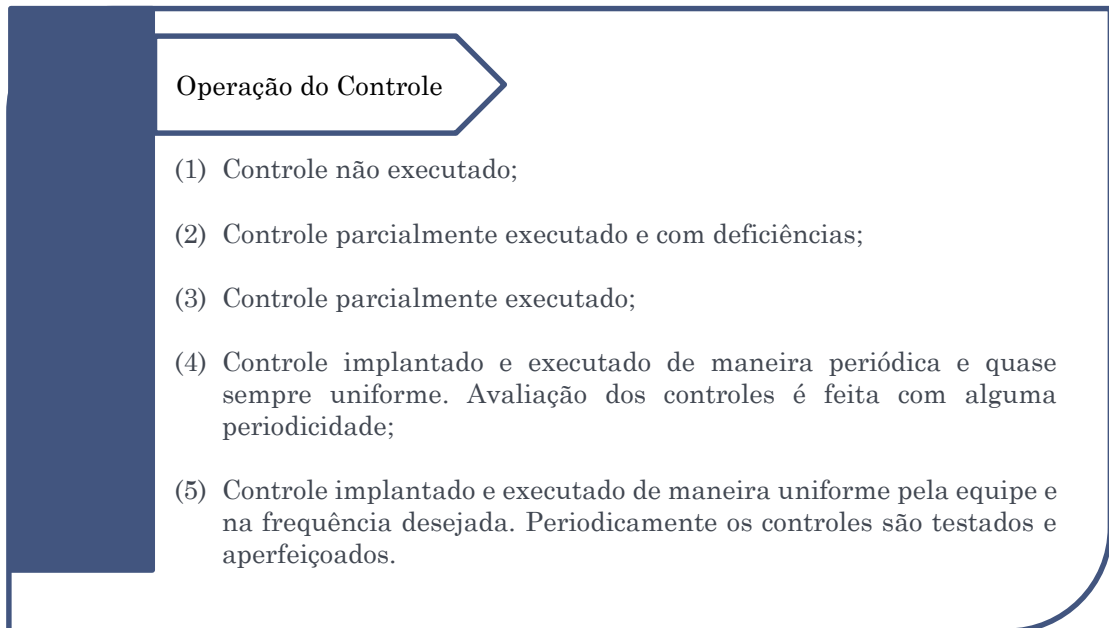 Operação do Controle
(1) Controle não executado;
(2) Controle parcialmente executado e com deficiências;
(3) Controle parcialmente executado;
(4) Controle implantado e executado de maneira periódica e quase
sempre uniforme. Avaliação dos controles é feita com alguma
periodicidade;
(5) Controle implantado e executado de maneira uniforme pela equipe e
na frequência desejada. Periodicamente os controles são testados e
aperfeiçoados.